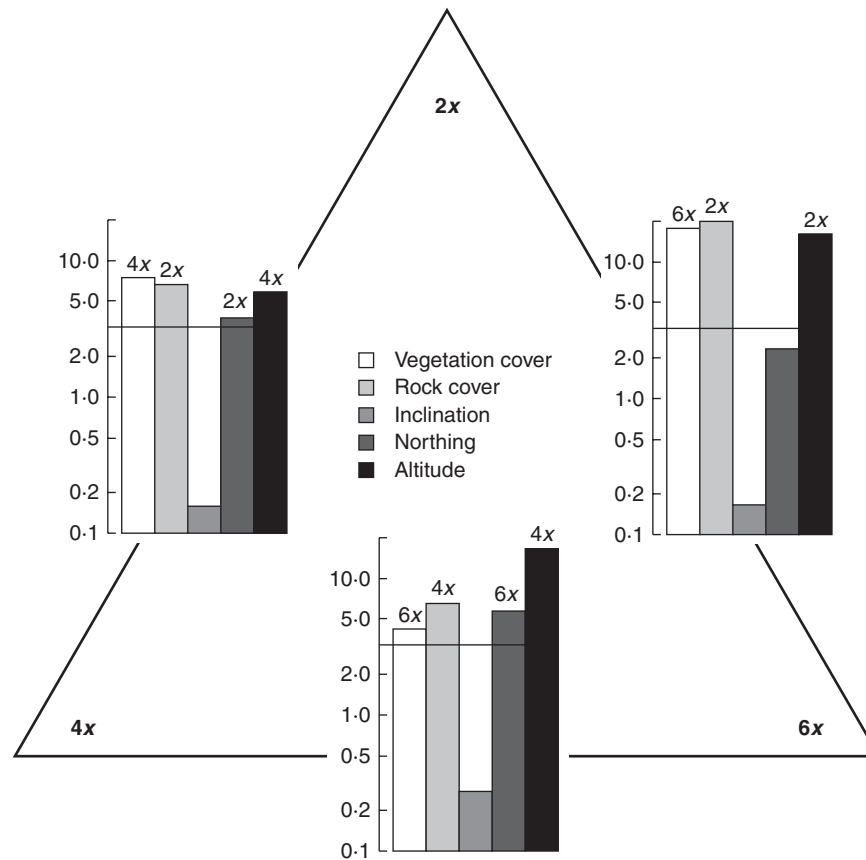 2x
4x 2x 2x 4x
10·0
5·0
2·0
1·0
0·5
0·2
0·1
6x 2x 2x
10·0
5·0
2·0
1·0
0·5
0·2
0·1
Vegetation cover
Rock cover
Inclination
Northing
Altitude
6x 4x 6x 4x
10·0
5·0
2·0
1·0
0·5
0·2
0·1
4x
6x